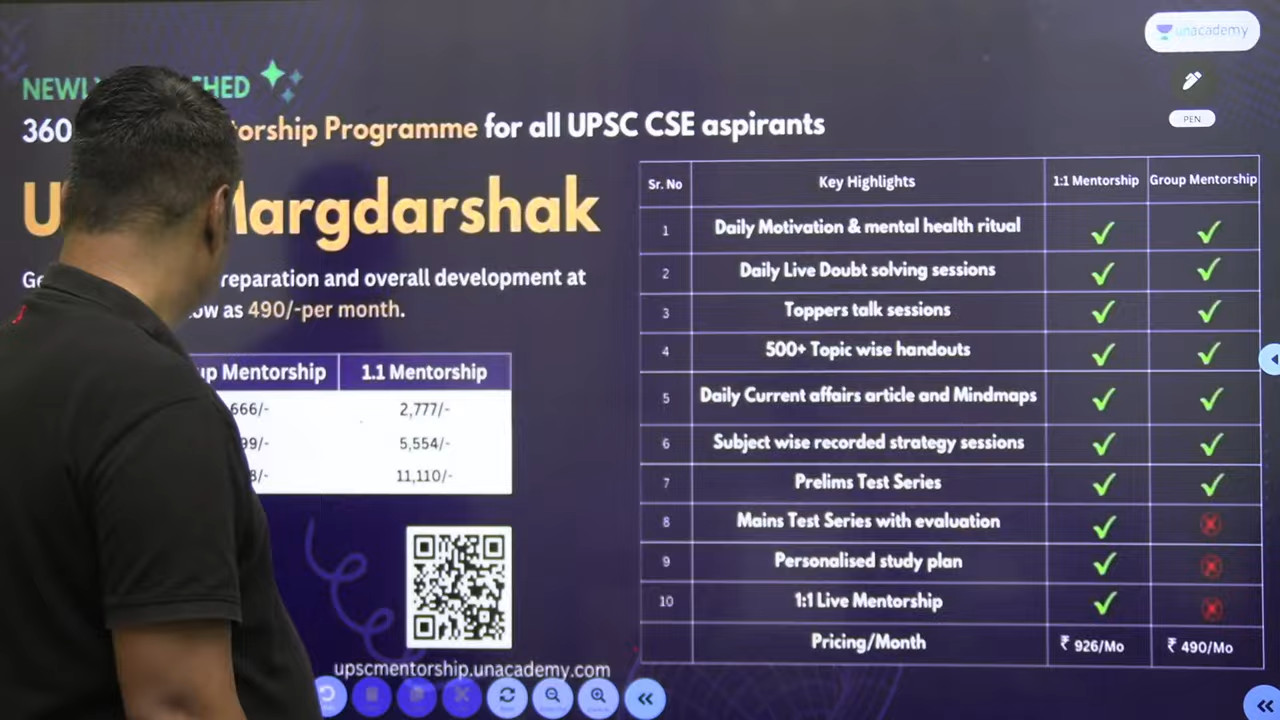 unacademy
PEN
360
torship Programme for all UPSC CSE aspirants
Margdarshak
reparation and overall development at
as 490/-per month.
Mentorship 1.1 Mentorship
666/- 2,777/-
99/- 5,554/-
8/- 11,110/-
upscmentorship.unacademy.com
Sr. No Key Highlights 1:1 Mentorship Group Mentorship
1 Daily Motivation & mental health ritual ✓ ✓
2 Daily Live Doubt solving sessions ✓ ✓
3 Toppers talk sessions ✓ ✓
4 500+ Topic wise handouts ✓ ✓
5 Daily Current affairs article and Mindmaps ✓ ✓
6 Subject wise recorded strategy sessions ✓ ✓
7 Prelims Test Series ✓ ✓
8 Mains Test Series with evaluation ✓
9 Personalised study plan ✓
10 1:1 Live Mentorship ✓
Pricing/Month ₹ 926/Mo ₹ 490/Mo